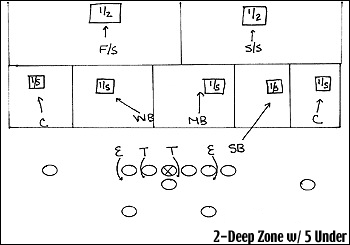 1/2 1/2
F/S S/S
1/5 1/5 1/5 1/5 1/5
C WB MB SB C
E T T E
2-Deep Zone w/ 5 Under